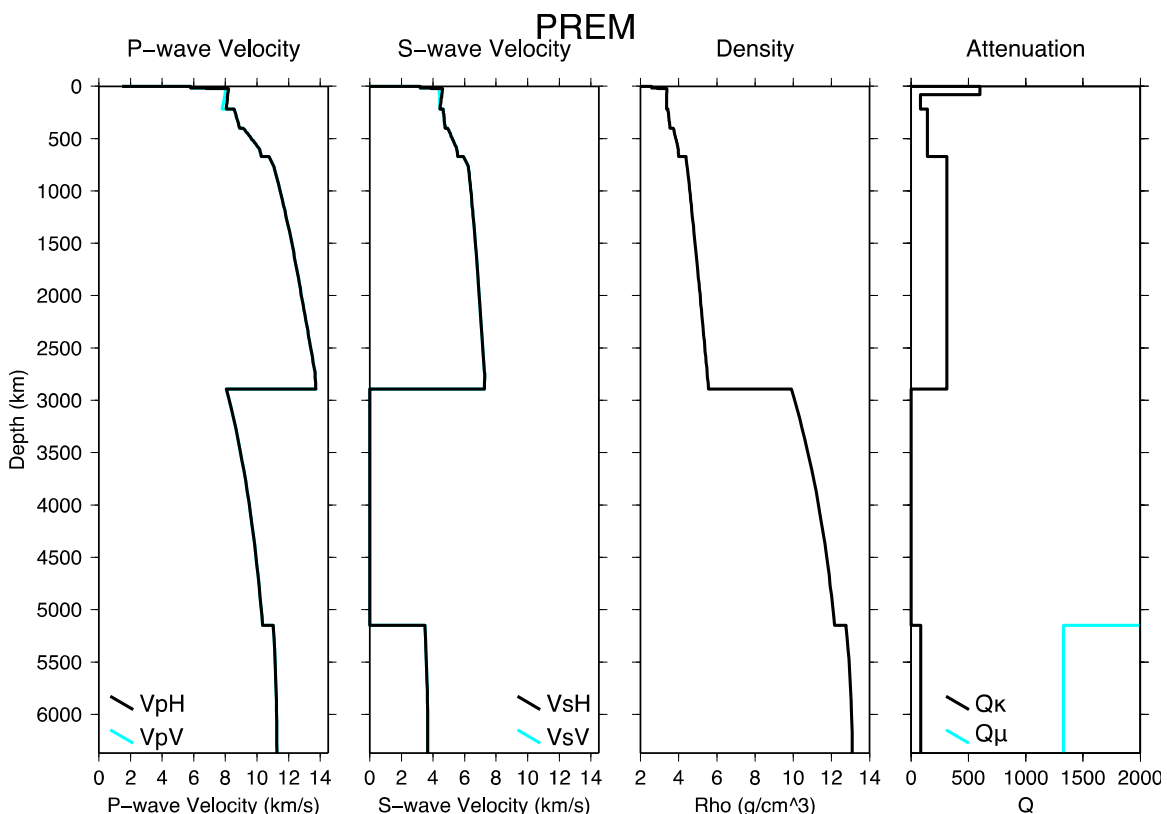 PREM
P−wave Velocity
S−wave Velocity
Density
Attenuation
Depth (km)
0
500
1000
1500
2000
2500
3000
3500
4000
4500
5000
5500
6000
VpH
VpV
VsH
VsV
Qκ
Qμ
0 2 4 6 8 10 12 14
0 2 4 6 8 10 12 14
2 4 6 8 10 12 14
0 500 1000 1500 2000
P−wave Velocity (km/s)
S−wave Velocity (km/s)
Rho (g/cm^3)
Q